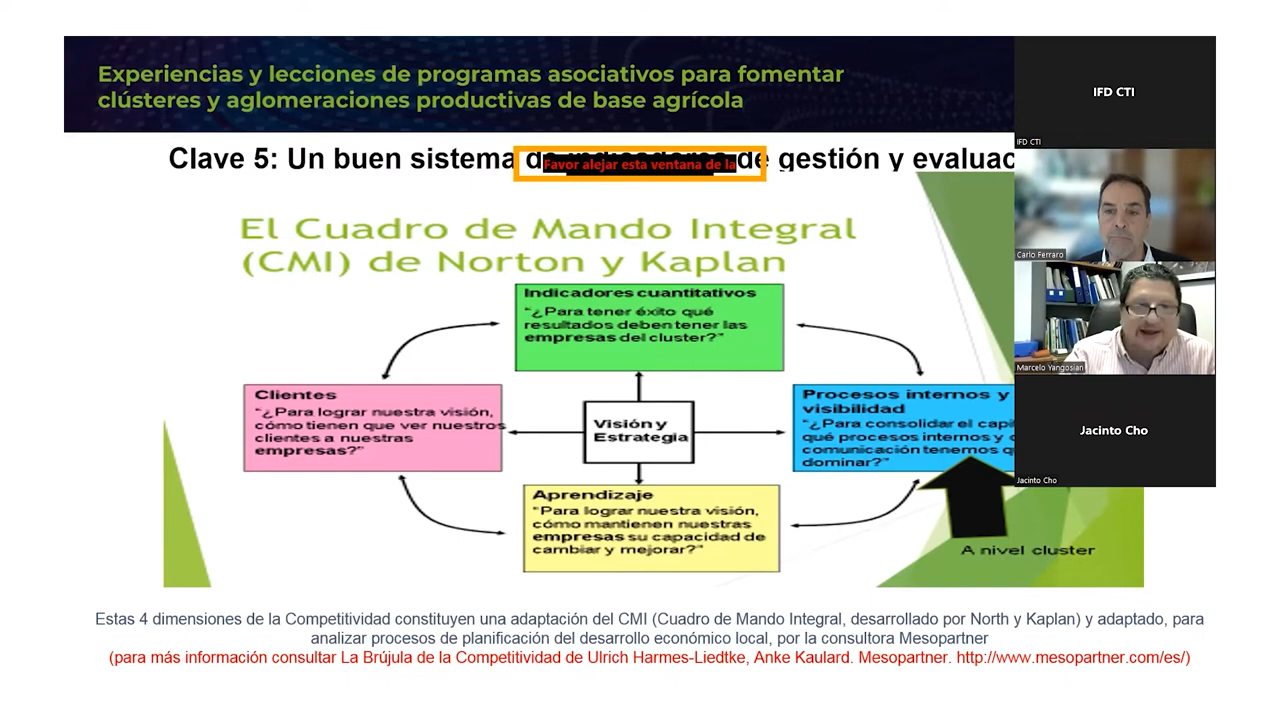 Experiencias y lecciones de programas asociativos para fomentar
clústeres y aglomeraciones productivas de base agrícola
IFD CTI
IFD CTI
Clave 5: Un buen sistema de gestión y evaluac
Favor alejar esta ventana de la
Carlo Ferraro
Marcelo Yangosian
Jacinto Cho
Jacinto Cho
El Cuadro de Mando Integral
(CMI) de Norton y Kaplan
Indicadores cuantitativos
“¿Para tener éxito qué
resultados deben tener las
empresas del cluster?”
Clientes
“¿Para lograr nuestra visión,
cómo tienen que ver nuestros
clientes a nuestras
empresas?”
Visión y
Estrategia
Procesos internos y
visibilidad
“¿Para consolidar el capi
qué procesos internos y
comunicación tenemos
dominar?”
Aprendizaje
“Para lograr nuestra visión,
cómo mantienen nuestras
empresas su capacidad de
cambiar y mejorar?”
A nivel cluster
Estas 4 dimensiones de la Competitividad constituyen una adaptación del CMI (Cuadro de Mando Integral, desarrollado por North y Kaplan) y adaptado, para
analizar procesos de planificación del desarrollo económico local, por la consultora Mesopartner
(para más información consultar La Brújula de la Competitividad de Ulrich Harmes-Liedtke, Anke Kaulard. Mesopartner. http://www.mesopartner.com/es/)